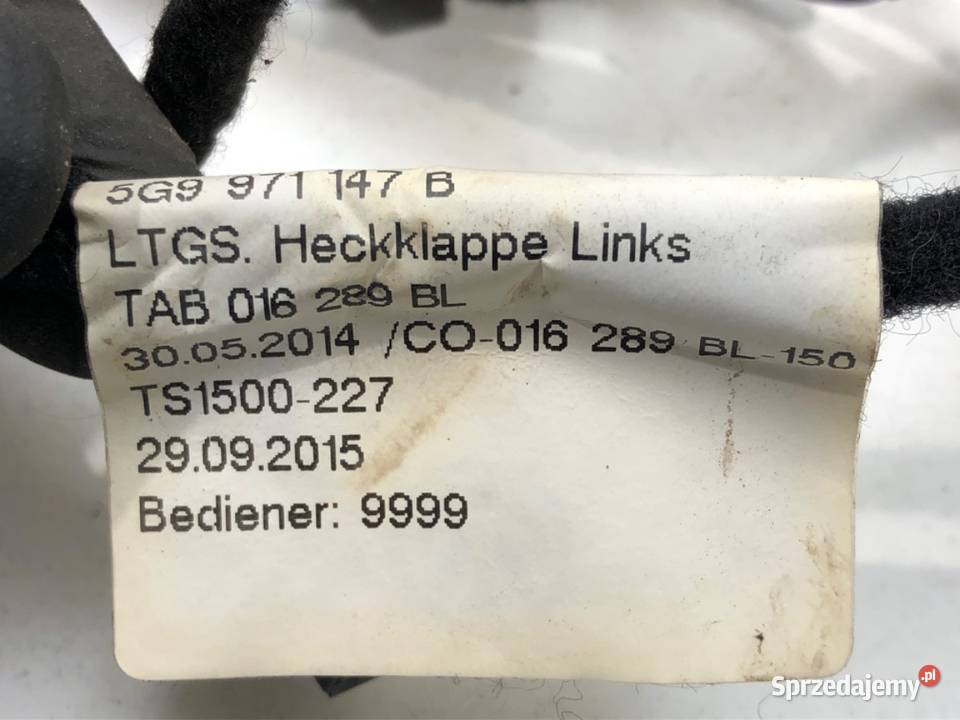 5G9 971 147 B
LTGS. Heckklappe Links
TAB 016 289 BL
30.05.2014 /CO-016 289 BL-150
TS1500-227
29.09.2015
Bediener: 9999
Sprzedajemy.pl